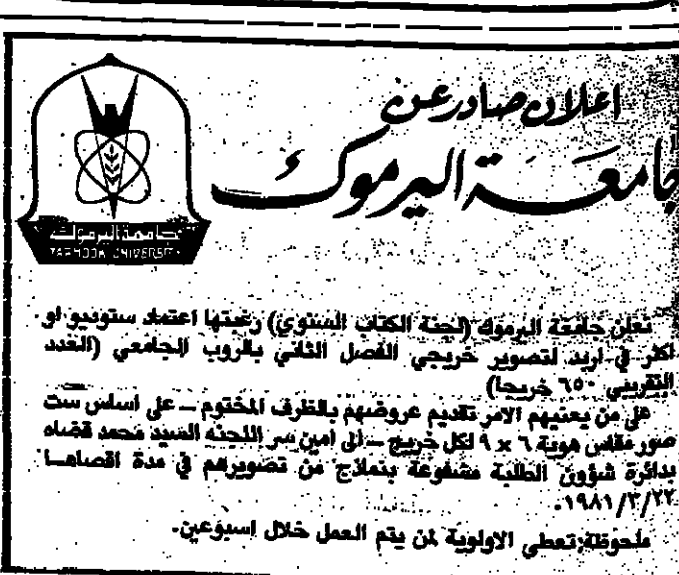 اعلان صادر عن
جامعة اليرموك
جامعة اليرموك
YARMOUK UNIVERSITY
تعلن جامعة اليرموك (لجنة الكتاب السنوي) رغبتها اعتماد ستوديو او
اكثر في اربد لتصوير خريجي الفصل الثاني بالروب الجامعي (العدد
التقريبي ٦٥٠ خريجا)
على من يعنيهم الامر تقديم عروضهم بالظرف المختوم - على اساس ست
صور مقاس هوية ٦ × ٩ لكل خريج - الى امين سر اللجنه السيد محمد قضاه
بدائرة شؤون الطلبة مشفوعة بنماذج من تصويرهم في مدة اقصاها
١٩٨١/٣/٢٢.
ملحوظة: تعطى الاولوية لمن يتم العمل خلال اسبوعين.